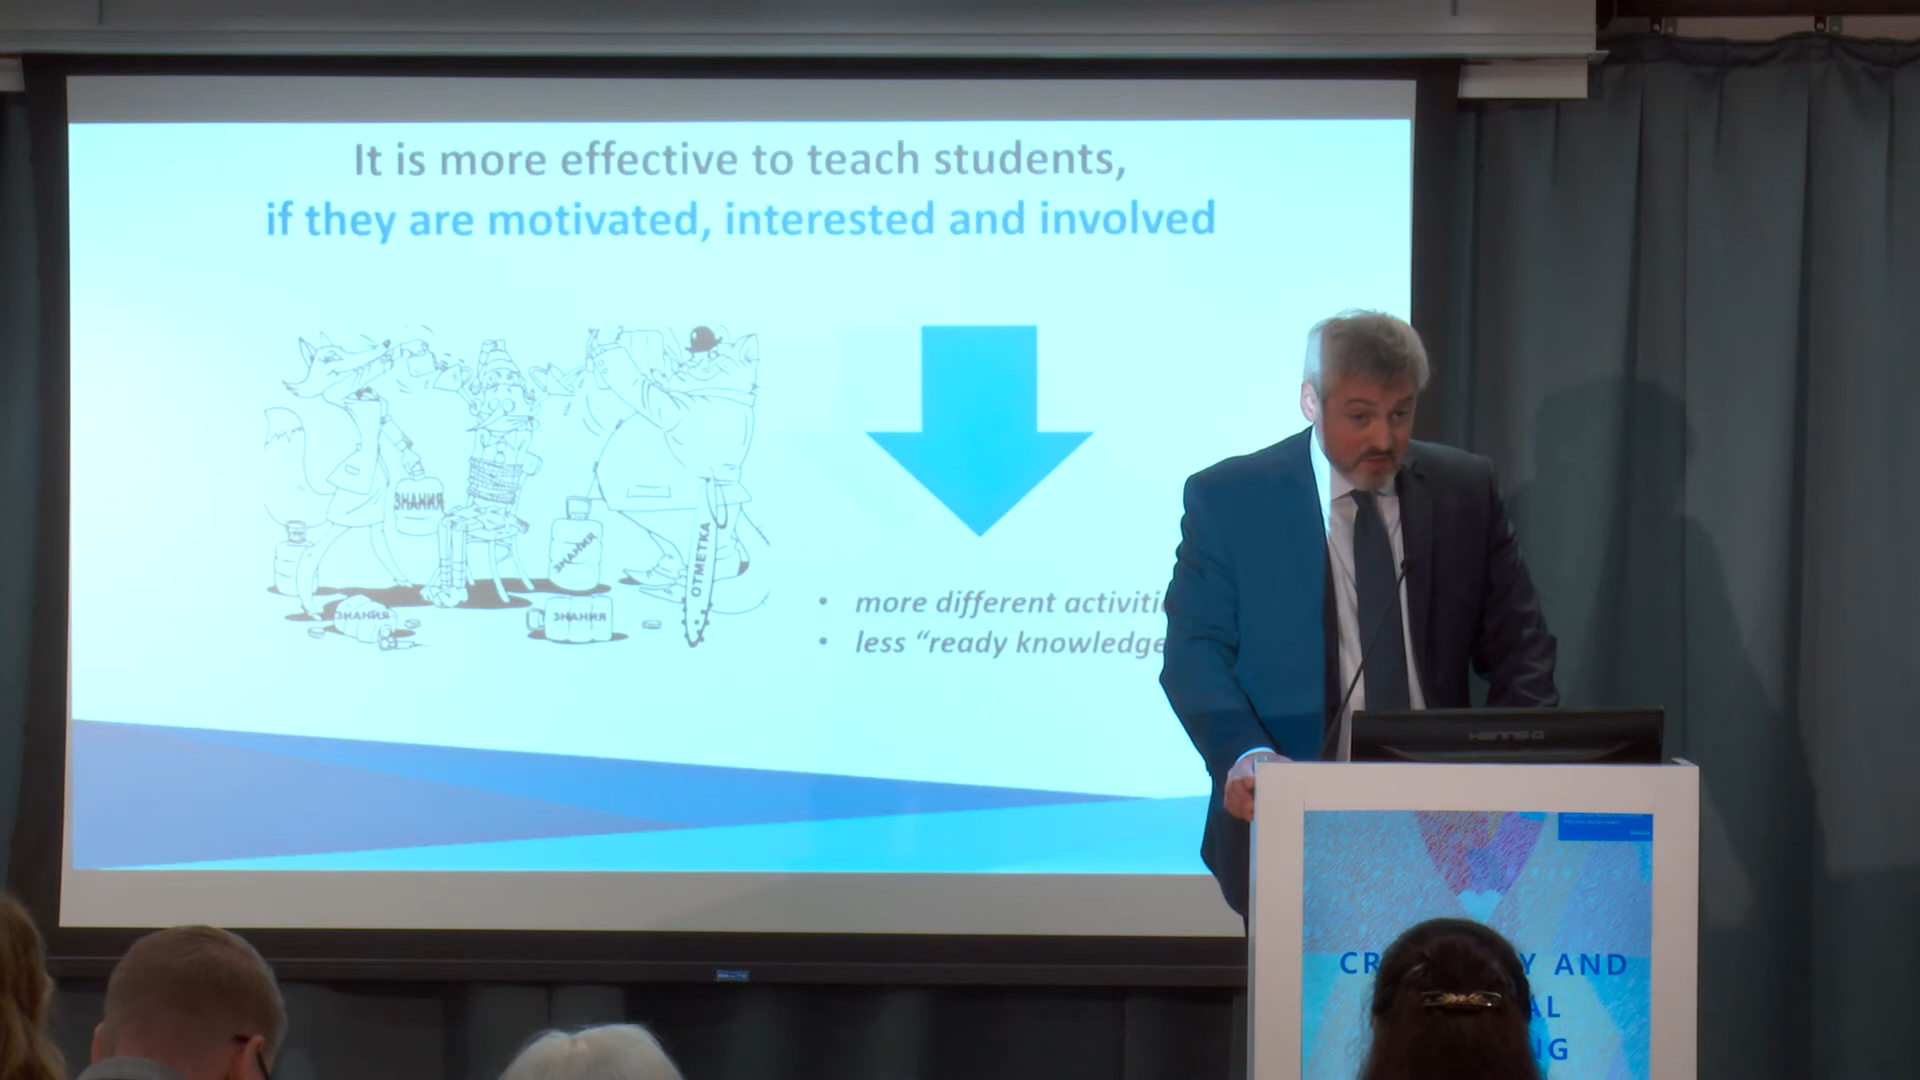 It is more effective to teach students,
if they are motivated, interested and involved
ЗНАНИЯ
ЗНАНИЯ
ОТМЕТКА
ЗНАНИЯ
ЗНАНИЯ
• more different activiti
• less “ready knowledge
HANNS-G
CR Y AND
AL
NG